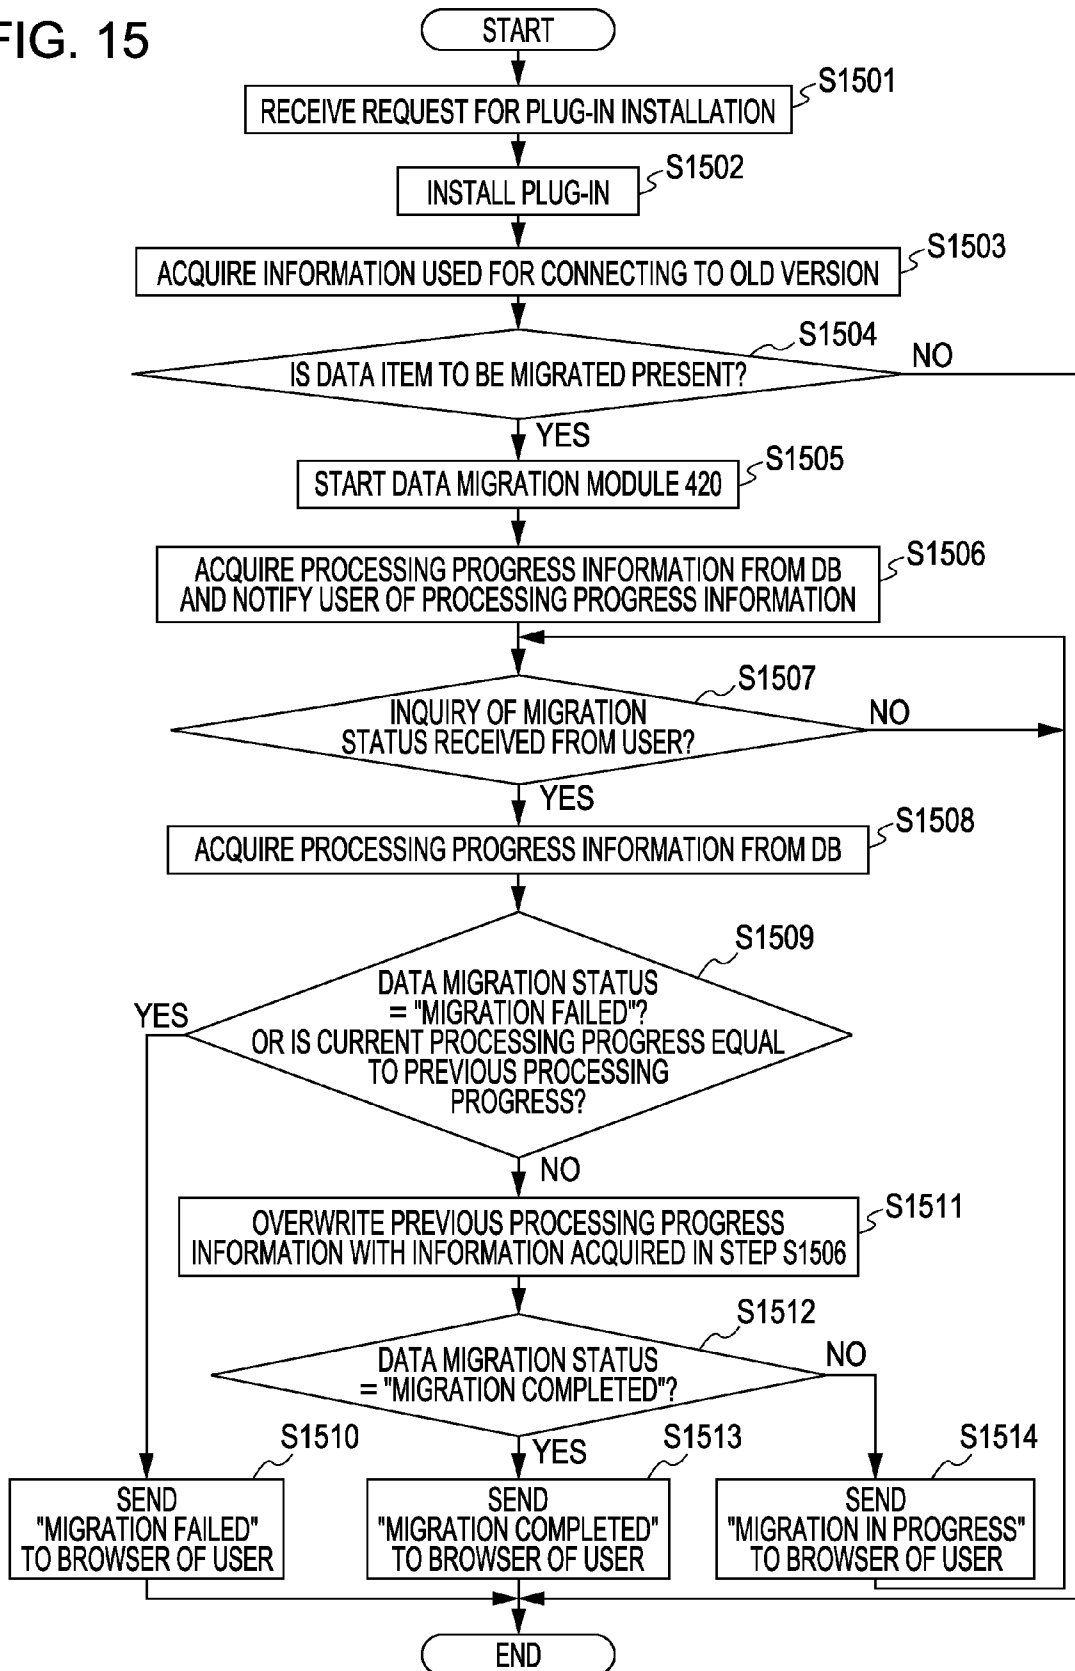 FIG. 15
START
S1501
RECEIVE REQUEST FOR PLUG-IN INSTALLATION
S1502
INSTALL PLUG-IN
S1503
ACQUIRE INFORMATION USED FOR CONNECTING TO OLD VERSION
S1504
IS DATA ITEM TO BE MIGRATED PRESENT?
NO
YES
S1505
START DATA MIGRATION MODULE 420
S1506
ACQUIRE PROCESSING PROGRESS INFORMATION FROM DB
AND NOTIFY USER OF PROCESSING PROGRESS INFORMATION
S1507
INQUIRY OF MIGRATION
STATUS RECEIVED FROM USER?
NO
YES
S1508
ACQUIRE PROCESSING PROGRESS INFORMATION FROM DB
S1509
DATA MIGRATION STATUS
= "MIGRATION FAILED"?
OR IS CURRENT PROCESSING PROGRESS EQUAL
TO PREVIOUS PROCESSING
PROGRESS?
YES
NO
S1511
OVERWRITE PREVIOUS PROCESSING PROGRESS
INFORMATION WITH INFORMATION ACQUIRED IN STEP S1506
S1512
DATA MIGRATION STATUS
= "MIGRATION COMPLETED"?
NO
YES
S1510
SEND
"MIGRATION FAILED"
TO BROWSER OF USER
S1513
SEND
"MIGRATION COMPLETED"
TO BROWSER OF USER
S1514
SEND
"MIGRATION IN PROGRESS"
TO BROWSER OF USER
END